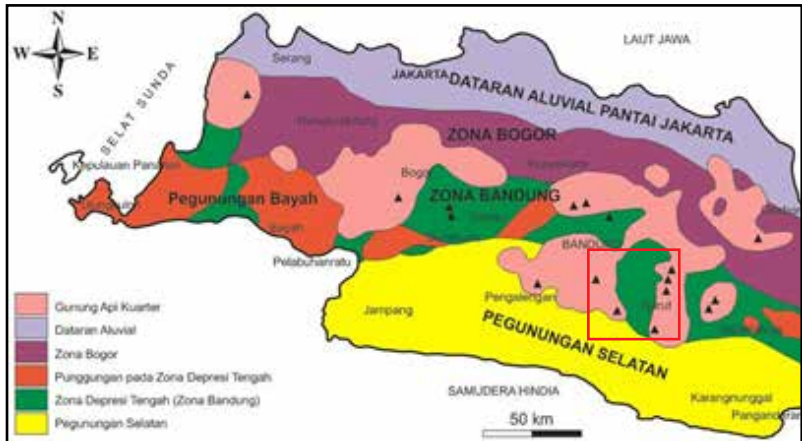 N
W E
S
LAUT JAWA
Serang
JAKARTA
DATARAN ALUVIAL PANTAI JAKARTA
SELAT SUNDA
ZONA BOGOR
Bogor
ZONA BANDUNG
Pegunungan Bayah
Bayah
Pelabuhanratu
BANDUNG
Jampang
Pengalengan
Garut
PEGUNUNGAN SELATAN
SAMUDERA HINDIA
Karangnunggal
Pangandaran
50 km
Gunung Api Kuarter
Dataran Aluvial
Zona Bogor
Punggungan pada Zona Depresi Tengah
Zona Depresi Tengah (Zona Bandung)
Pegunungan Selatan